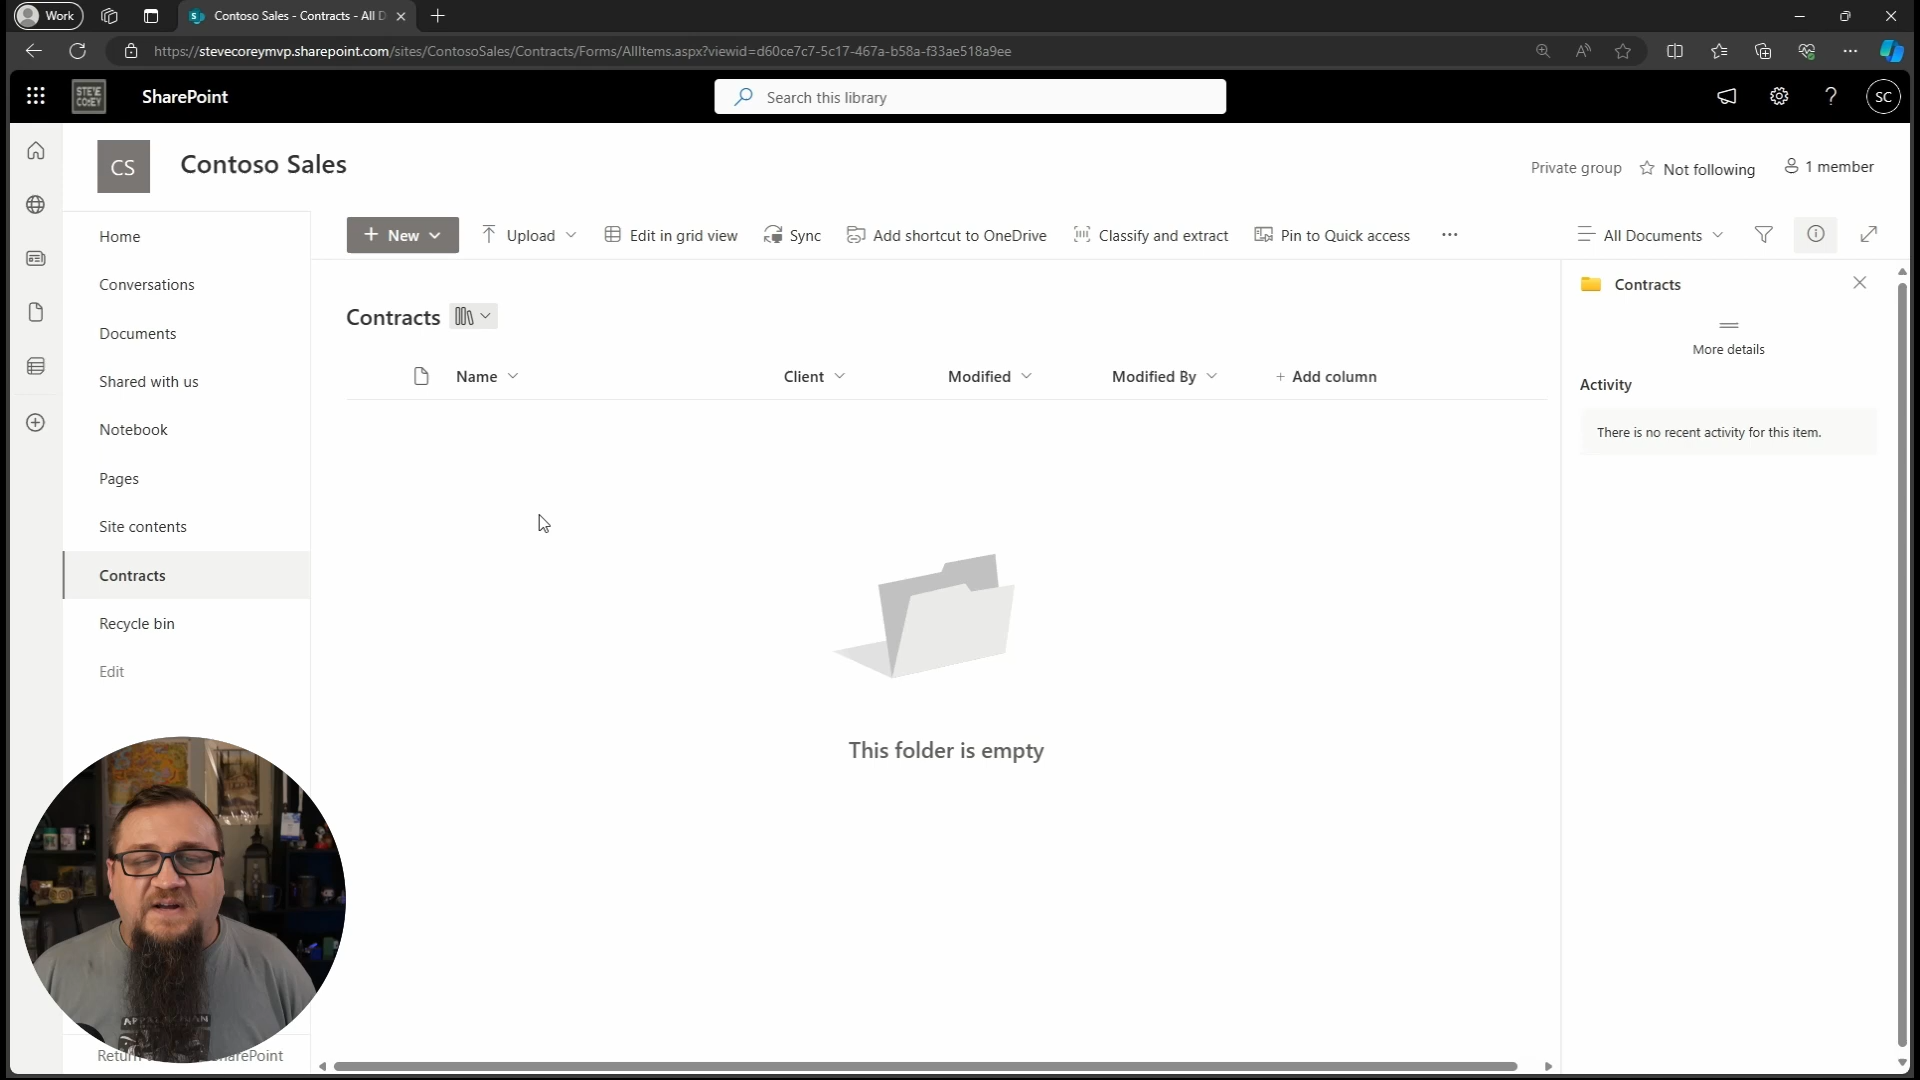 Work
Contoso Sales - Contracts - All D
https://stevecoreymvp.sharepoint.com/sites/ContosoSales/Contracts/Forms/AllItems.aspx?viewid=d60ce7c7-5c17-467a-b58a-f33ae518a9ee
STEVE
COREY
SharePoint
Search this library
SC
CS
Contoso Sales
Private group
Not following
1 member
Home
Conversations
Documents
Shared with us
Notebook
Pages
Site contents
Contracts
Recycle bin
Edit
+ New
Upload
Edit in grid view
Sync
Add shortcut to OneDrive
Classify and extract
Pin to Quick access
...
All Documents
Contracts
Name
Client
Modified
Modified By
+ Add column
This folder is empty
Contracts
More details
Activity
There is no recent activity for this item.